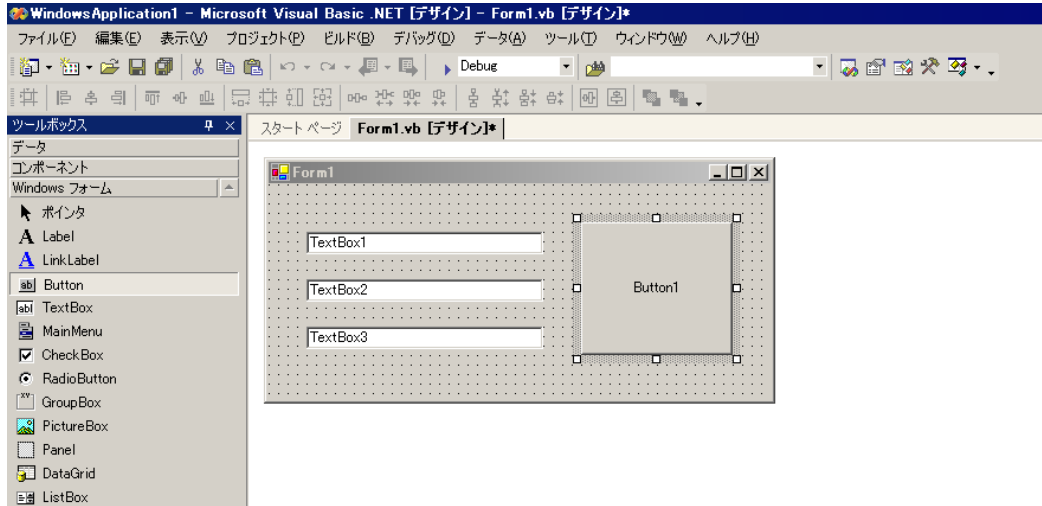 WindowsApplication1 - Microsoft Visual Basic .NET [デザイン] - Form1.vb [デザイン]*
ファイル(F) 編集(E) 表示(V) プロジェクト(P) ビルド(B) デバッグ(D) データ(A) ツール(T) ウィンドウ(W) ヘルプ(H)
Debug
ツールボックス
スタート ページ Form1.vb [デザイン]*
データ
コンポーネント
Windows フォーム
ポインタ
A Label
A LinkLabel
ab Button
abl TextBox
MainMenu
CheckBox
RadioButton
XY GroupBox
PictureBox
Panel
DataGrid
ListBox
Form1
TextBox1
TextBox2
TextBox3
Button1